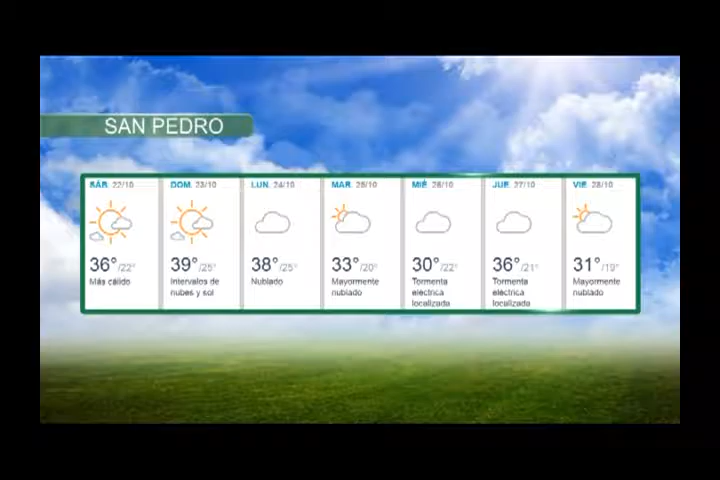 SAN PEDRO
SÁB. 22/10
36°/22°
Más cálido
DOM. 23/10
39°/25°
Intervalos de
nubes y sol
LUN. 24/10
38°/25°
Nublado
MAR. 25/10
33°/20°
Mayormente
nublado
MIÉ. 26/10
30°/22°
Tormenta
eléctrica
localizada
JUE. 27/10
36°/21°
Tormenta
eléctrica
localizada
VIE. 28/10
31°/19°
Mayormente
nublado